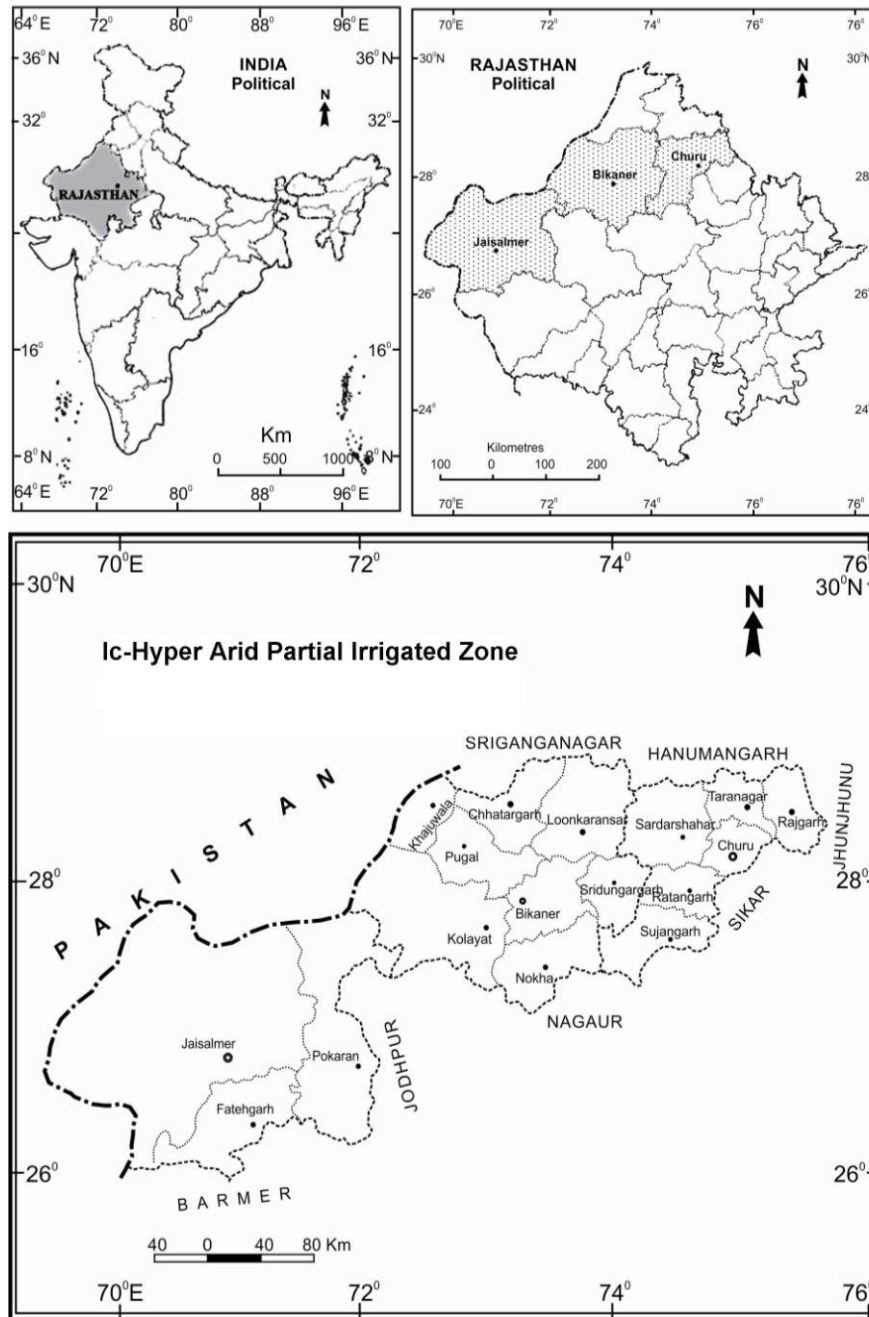 64°E
72°
80°
88°
96°
36°
36°N
INDIA
Political
N
32°
32°
RAJASTHAN
16°
16°
Km
0 500 1000
8°N
8°N
64°E
72°
80°
88°
96°
70°E
72°
74°
76°
30°N
30°N
RAJASTHAN
Political
N
28°
28°
Churu
Bikaner
Jaisalmer
26°
26°
24°
24°
Kilometres
100 0 100 200
70°E
72°
74°
76°
70°E
72°
74°
76°
30°N
30°N
N
Ic-Hyper Arid Partial Irrigated Zone
PAKISTAN
SRIGANGANAGAR
HANUMANGARH
JHUNJHUNU
Khajuwala
Chhatargarh
Loonkaransar
Sardarshahar
Taranagar
Rajgarh
Pugal
Churu
28°
28°
Bikaner
Sridungargarh
Ratangarh
SIKAR
Kolayat
Sujangarh
Nokha
NAGAUR
Jaisalmer
Pokaran
JODHPUR
Fatehgarh
26°
26°
BARMER
40 0 40 80 Km
70°E
72°
74°
76°